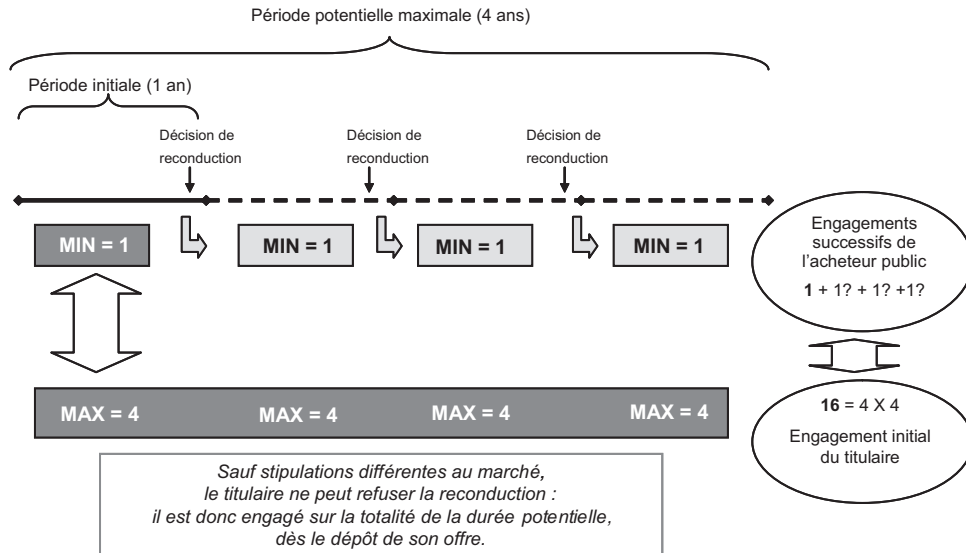 Période potentielle maximale (4 ans)
Période initiale (1 an)
Décision de
reconduction
Décision de
reconduction
Décision de
reconduction
MIN = 1
MIN = 1
MIN = 1
MIN = 1
Engagements
successifs de
l'acheteur public
1 + 1? + 1? +1?
MAX = 4
MAX = 4
MAX = 4
MAX = 4
16 = 4 X 4
Engagement initial
du titulaire
Sauf stipulations différentes au marché,
le titulaire ne peut refuser la reconduction :
il est donc engagé sur la totalité de la durée potentielle,
dès le dépôt de son offre.